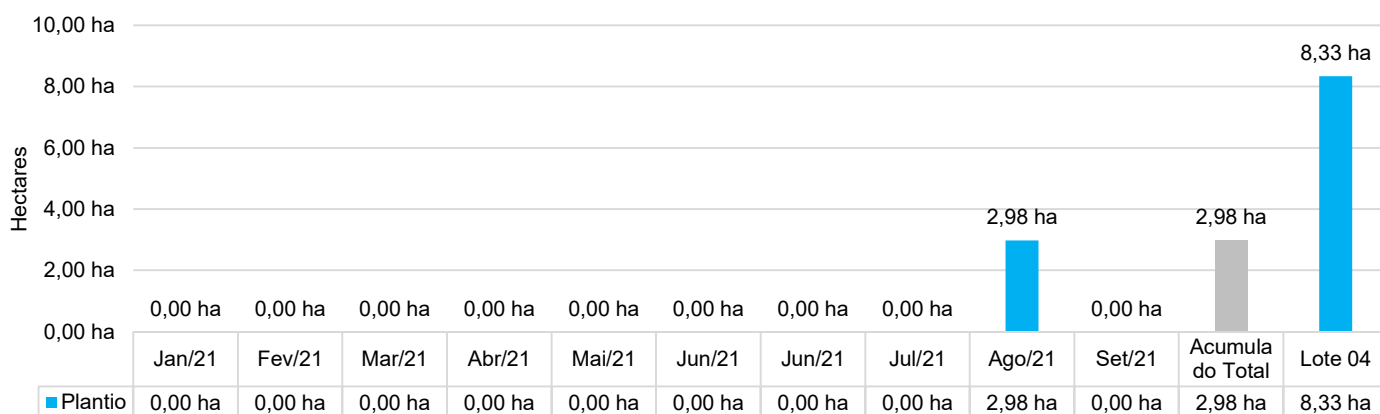 10,00 ha
8,33 ha
8,00 ha
6,00 ha
Hectares
4,00 ha
2,98 ha 2,98 ha
2,00 ha
0,00 ha 0,00 ha 0,00 ha 0,00 ha 0,00 ha 0,00 ha 0,00 ha 0,00 ha 0,00 ha
0,00 ha
Jan/21 Fev/21 Mar/21 Abr/21 Mai/21 Jun/21 Jun/21 Jul/21 Ago/21 Set/21 Acumula
do Total Lote 04
Plantio 0,00 ha 0,00 ha 0,00 ha 0,00 ha 0,00 ha 0,00 ha 0,00 ha 0,00 ha 2,98 ha 0,00 ha 2,98 ha 8,33 ha